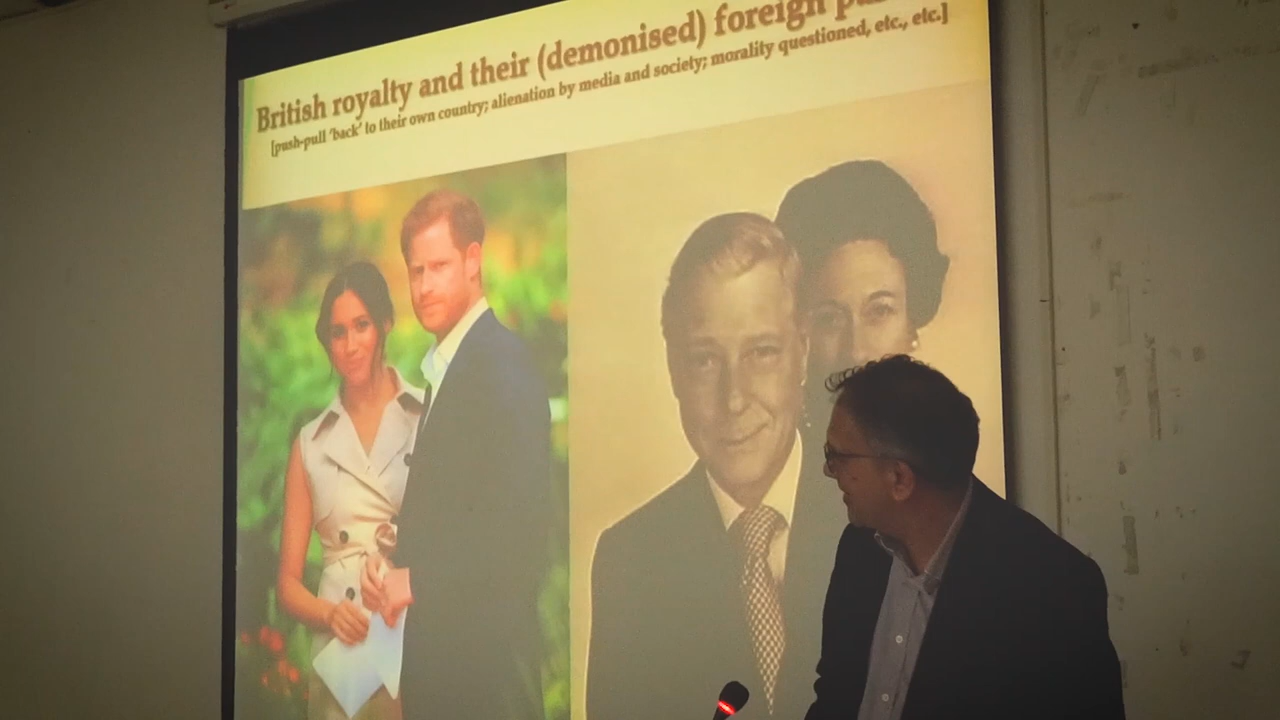 British royalty and their (demonised) foreign
[push-pull 'back' to their own country; alienation by media and society; morality questioned, etc., etc.]